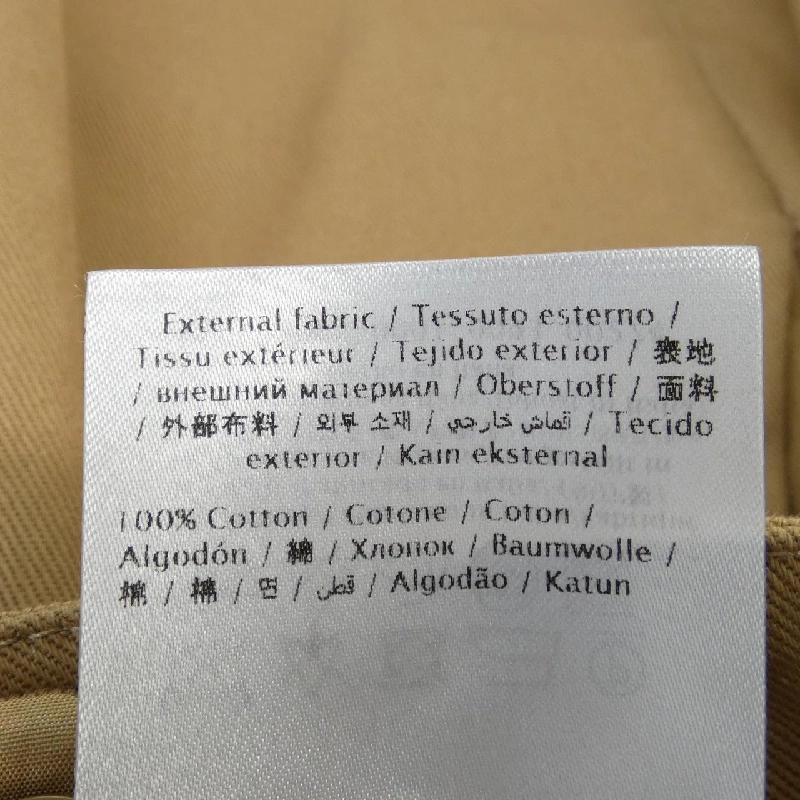 External fabric / Tessuto esterno /
Tissu extérieur / Tejido exterior / 表地
/ внешний материал / Oberstoff / 面料
/ 外部布料 / 외부 소재 / قماش خارجي / Tecido
exterior / Kain eksternal
100% Cotton / Cotone / Coton /
Algodón / 綿 / Хлопок / Baumwolle /
棉 / 棉 / 면 / قطن / Algodão / Katun